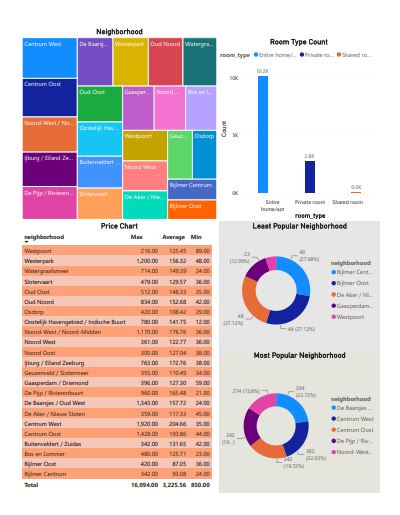 Neighborhood
Centrum West
De Baarsj...
Westerpark
Oud Noord
Watergra...
Centrum Oost
Oud Oost
Gaasper...
Noord ...
Bos en L...
Noord-West / No...
Oostelijk Hav...
Westpoort
Geuz...
Osdorp
Ijburg / Eiland Ze...
Buitenveldert ...
Noord West
Bijlmer Centrum
De Pijp / Rivieren...
Slotervaart
De Aker / Nie...
Bijlmer Oost
Room Type Count
room_type
Entire home/...
Private ro...
Shared ro...
Count
10K
5K
0K
10.2K
2.8K
0.0K
Entire home/apt
Private room
Shared room
room_type
Price Chart
neighborhood Max Average Min
Westpoort 216.00 125.45 89.00
Westerpark 1,200.00 156.32 48.00
Watergraafsmeer 714.00 149.39 24.00
Slotervaart 479.00 129.57 36.00
Oud Oost 512.00 148.33 35.00
Oud Noord 834.00 152.68 42.00
Osdorp 420.00 108.42 29.00
Oostelijk Havengebied / Indische Buurt 780.00 141.75 12.00
Noord-West / Noord-Midden 1,170.00 176.76 36.00
Noord West 361.00 122.77 36.00
Noord Oost 300.00 127.04 38.00
Ijburg / Eiland Zeeburg 763.00 172.76 38.00
Geuzenveld / Slotermeer 355.00 110.49 34.00
Gaasperdam / Driemond 396.00 127.30 59.00
De Pijp / Rivierenbuurt 960.00 165.48 21.00
De Baarsjes / Oud West 1,343.00 157.72 24.00
De Aker / Nieuw Sloten 359.00 117.33 45.00
Centrum West 1,920.00 204.66 35.00
Centrum Oost 1,428.00 193.86 44.00
Buitenveldert / Zuidas 342.00 131.65 42.00
Bos en Lommer 480.00 125.71 23.00
Bijlmer Oost 420.00 87.05 36.00
Bijlmer Centrum 342.00 93.08 24.00
Total 16,094.00 3,225.56 850.00
Least Popular Neighborhood
23
(12.99%)
49
(27.68%)
48
(27.12%)
48 (27.12%)
neighborhood
Bijlmer Cent...
Bijlmer Oost
De Aker / Ni...
Gaasperdam...
Westpoort
Most Popular Neighborhood
274 (15.8%)
394
(22.72%)
342
(19....)
342
(19.72%)
382
(22.03%)
neighborhood
De Baarsjes ...
Centrum West
Centrum Oost
De Pijp / Riv...
Noord-West...